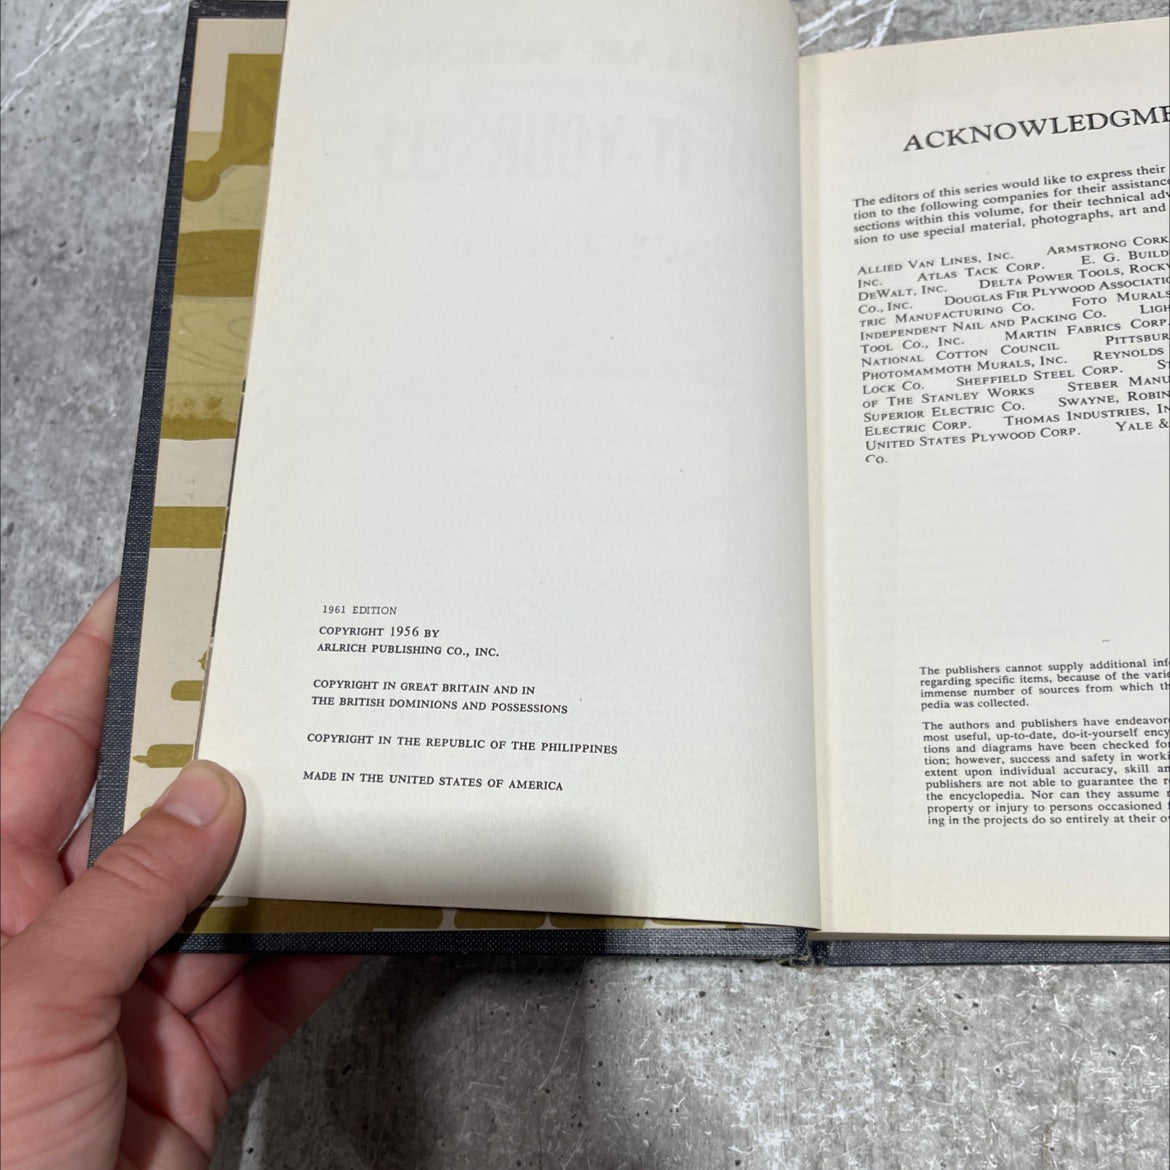 1961 EDITION
COPYRIGHT 1956 BY
ARLRICH PUBLISHING CO., INC.
COPYRIGHT IN GREAT BRITAIN AND IN
THE BRITISH DOMINIONS AND POSSESSIONS
COPYRIGHT IN THE REPUBLIC OF THE PHILIPPINES
MADE IN THE UNITED STATES OF AMERICA
ACKNOWLEDGME
The editors of this series would like to express their
tion to the following companies for their assistance
sections within this volume, for their technical adv
sion to use special material, photographs, art and
ALLIED VAN LINES, INC. ARMSTRONG CORK
INC. ATLAS TACK CORP. E. G. BUILD
DEWALT, INC. DELTA POWER TOOLS, ROCKW
CO., INC. DOUGLAS FIR PLYWOOD ASSOCIATIO
TRIC MANUFACTURING CO. FOTO MURALS
INDEPENDENT NAIL AND PACKING CO. LIGH
TOOL CO., INC. MARTIN FABRICS CORP.
NATIONAL COTTON COUNCIL PITTSBUR
PHOTOMAMMOTH MURALS, INC. REYNOLDS
LOCK CO. SHEFFIELD STEEL CORP. ST
OF THE STANLEY WORKS STEBER MANU
SUPERIOR ELECTRIC CO. SWAYNE, ROBIN
ELECTRIC CORP. THOMAS INDUSTRIES, IN
UNITED STATES PLYWOOD CORP. YALE &
CO.
The publishers cannot supply additional inf
regarding specific items, because of the varie
immense number of sources from which th
pedia was collected.
The authors and publishers have endeavor
most useful, up-to-date, do-it-yourself ency
tions and diagrams have been checked for
tion; however, success and safety in worki
extent upon individual accuracy, skill an
publishers are not able to guarantee the r
the encyclopedia. Nor can they assume r
property or injury to persons occasioned
ing in the projects do so entirely at their o